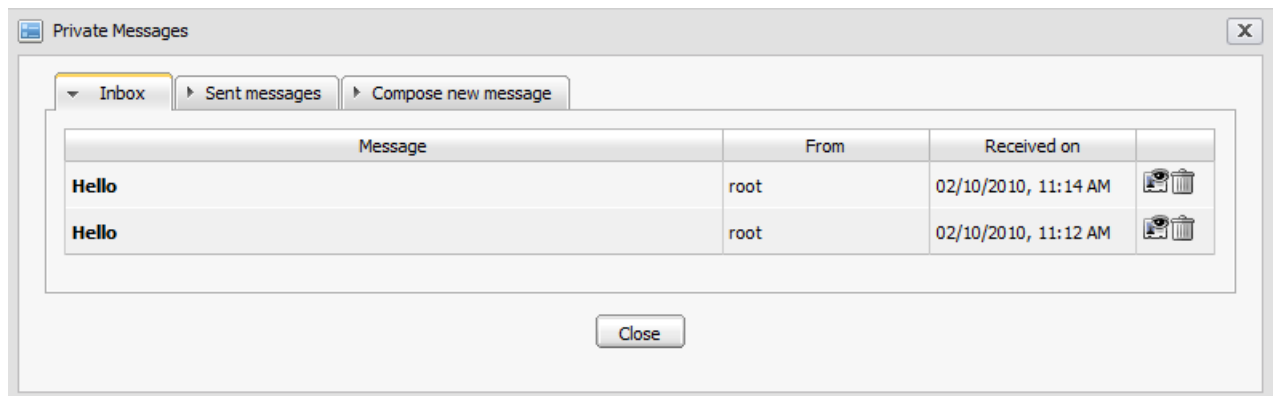 Private Messages
X
Inbox Sent messages Compose new message
Message From Received on
Hello root 02/10/2010, 11:14 AM
Hello root 02/10/2010, 11:12 AM
Close